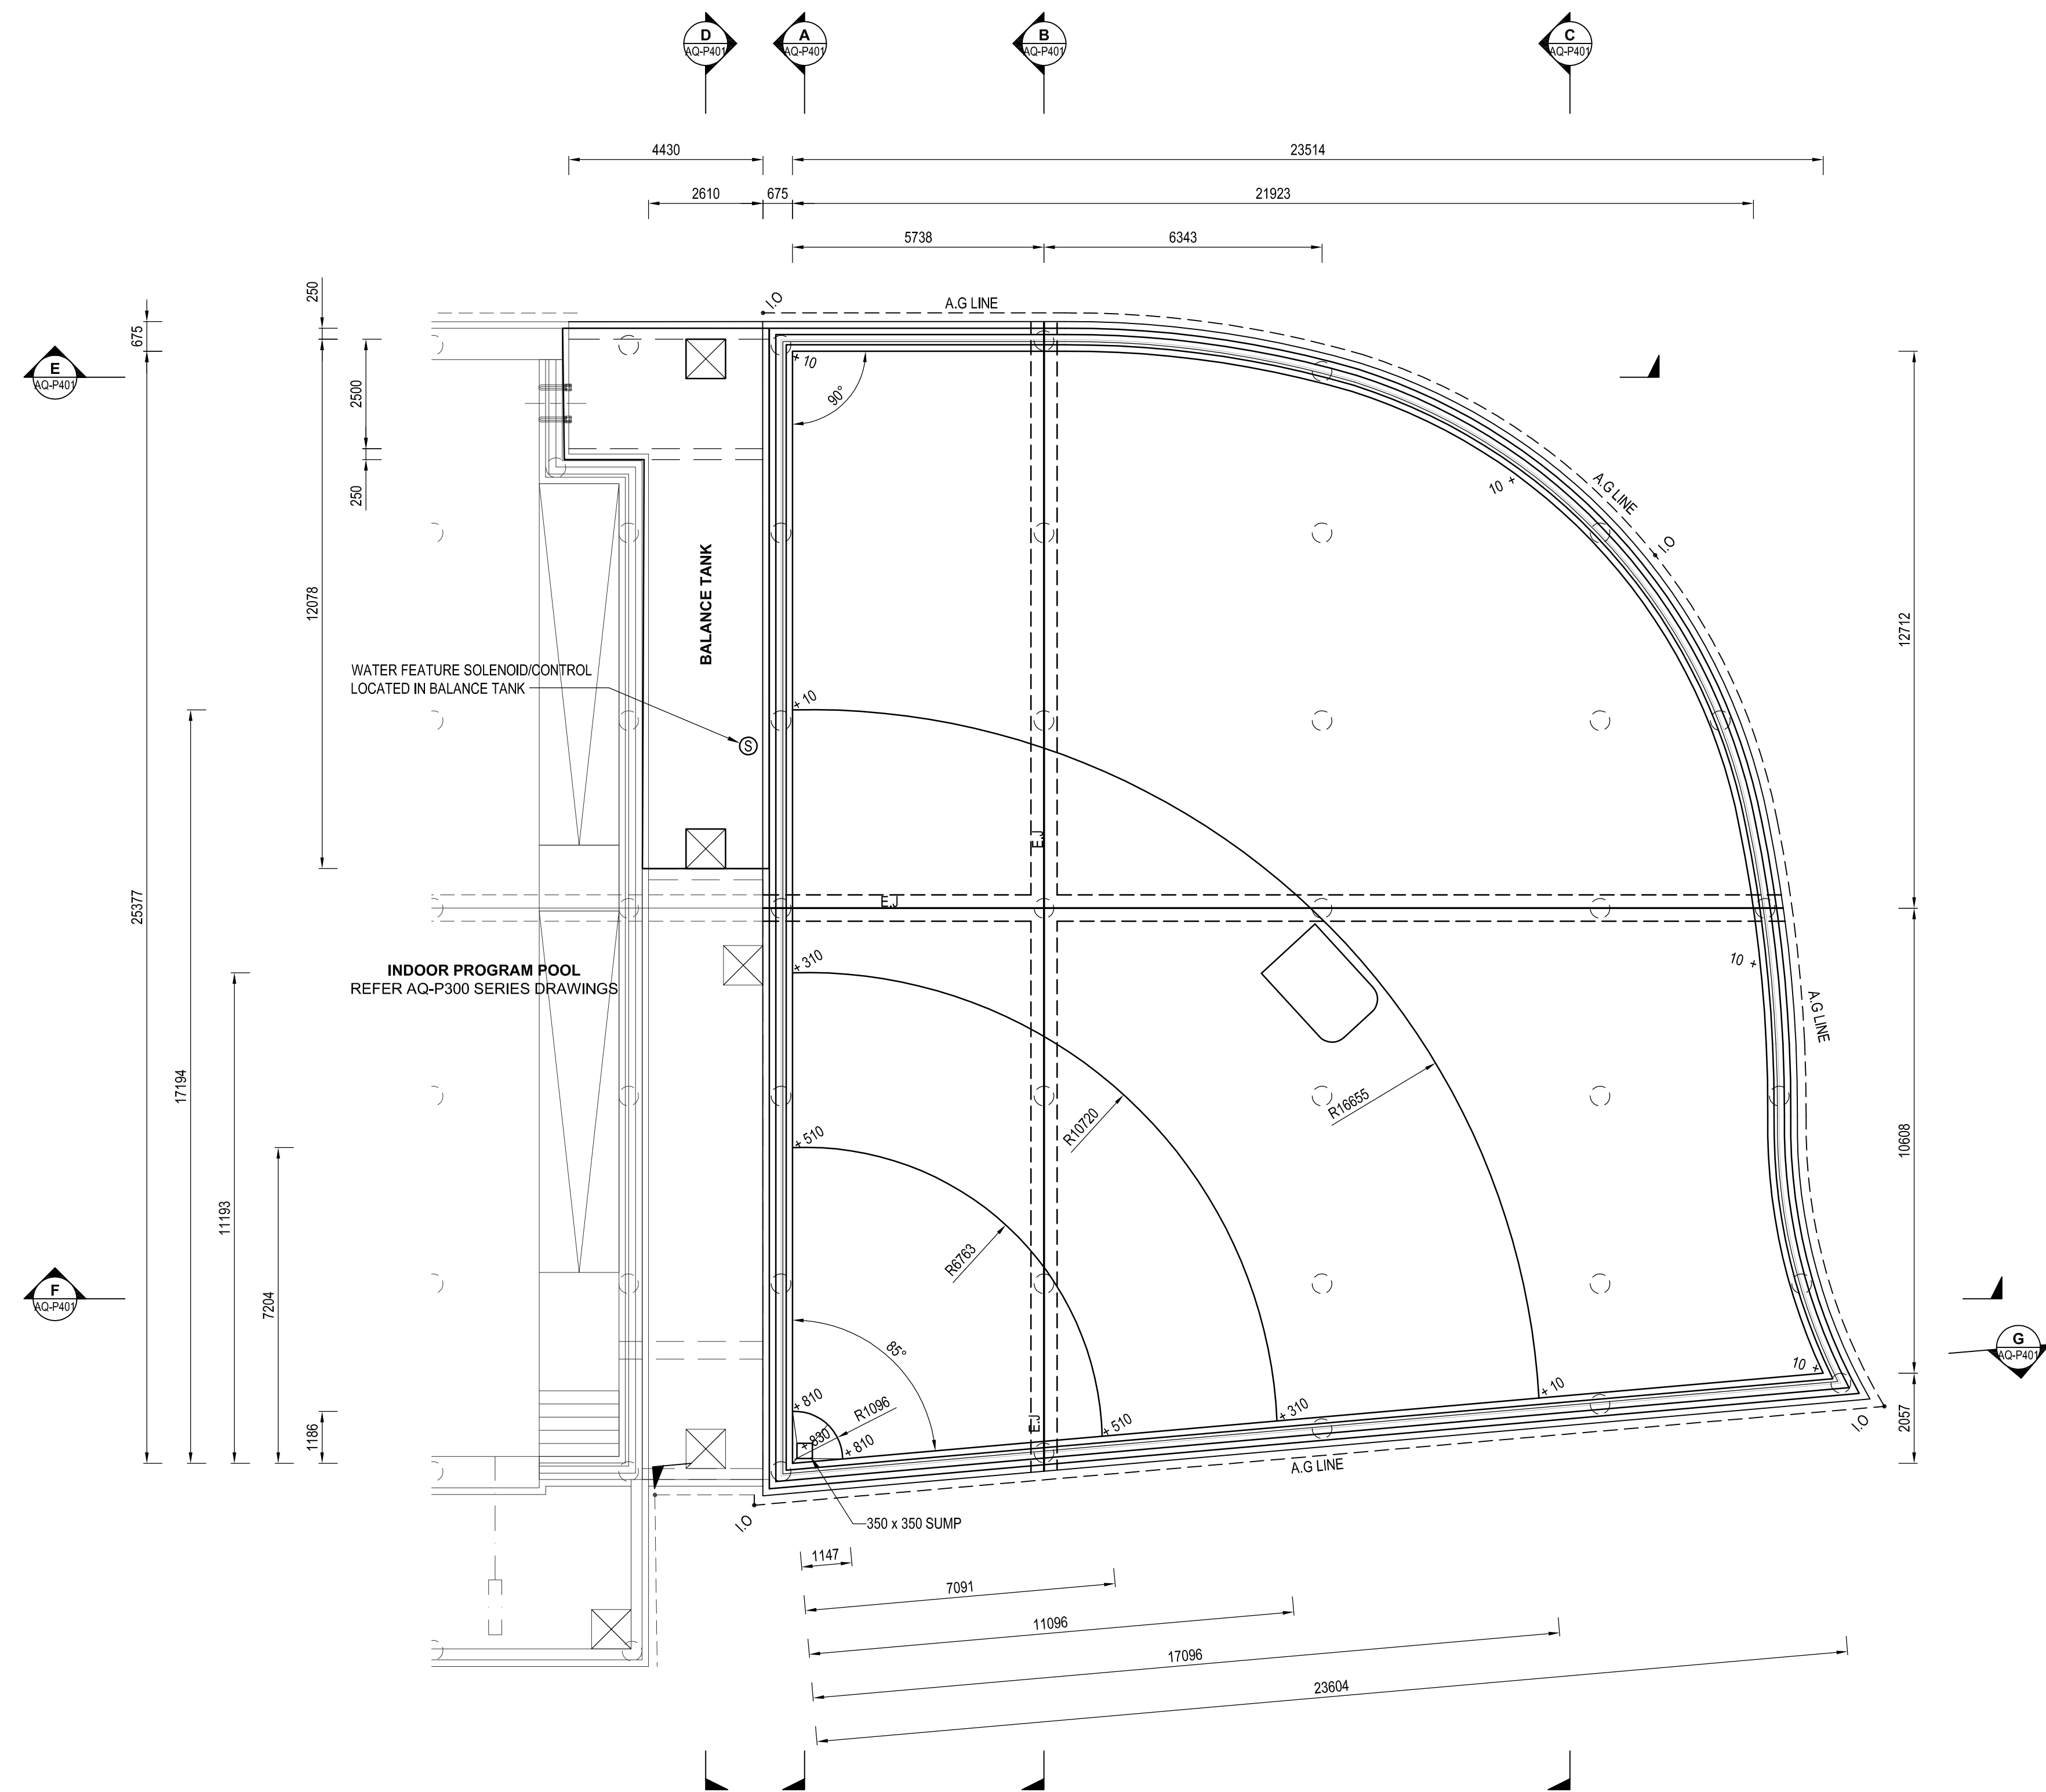 D
AQ-P401
A
AQ-P401
B
AQ-P401
C
AQ-P401
4430
23514
2610
675
21923
5738
6343
250
675
I.O
A.G LINE
E
AQ-P401
+ 10
90°
2500
250
10 +
A.G LINE
I.O
12078
BALANCE TANK
12712
WATER FEATURE SOLENOID/CONTROL
LOCATED IN BALANCE TANK
S
+ 10
E.J
E.J
25377
17194
INDOOR PROGRAM POOL
REFER AQ-P300 SERIES DRAWINGS
+ 310
10 +
A.G LINE
R16655
R10720
+ 510
10608
11193
R6763
F
AQ-P401
7204
85°
G
AQ-P401
10 +
+ 10
+ 310
+ 510
+ 810
R1096
+ 830
+ 810
E.J
1186
2057
I.O
A.G LINE
I.O
350 x 350 SUMP
1147
7091
11096
17096
23604